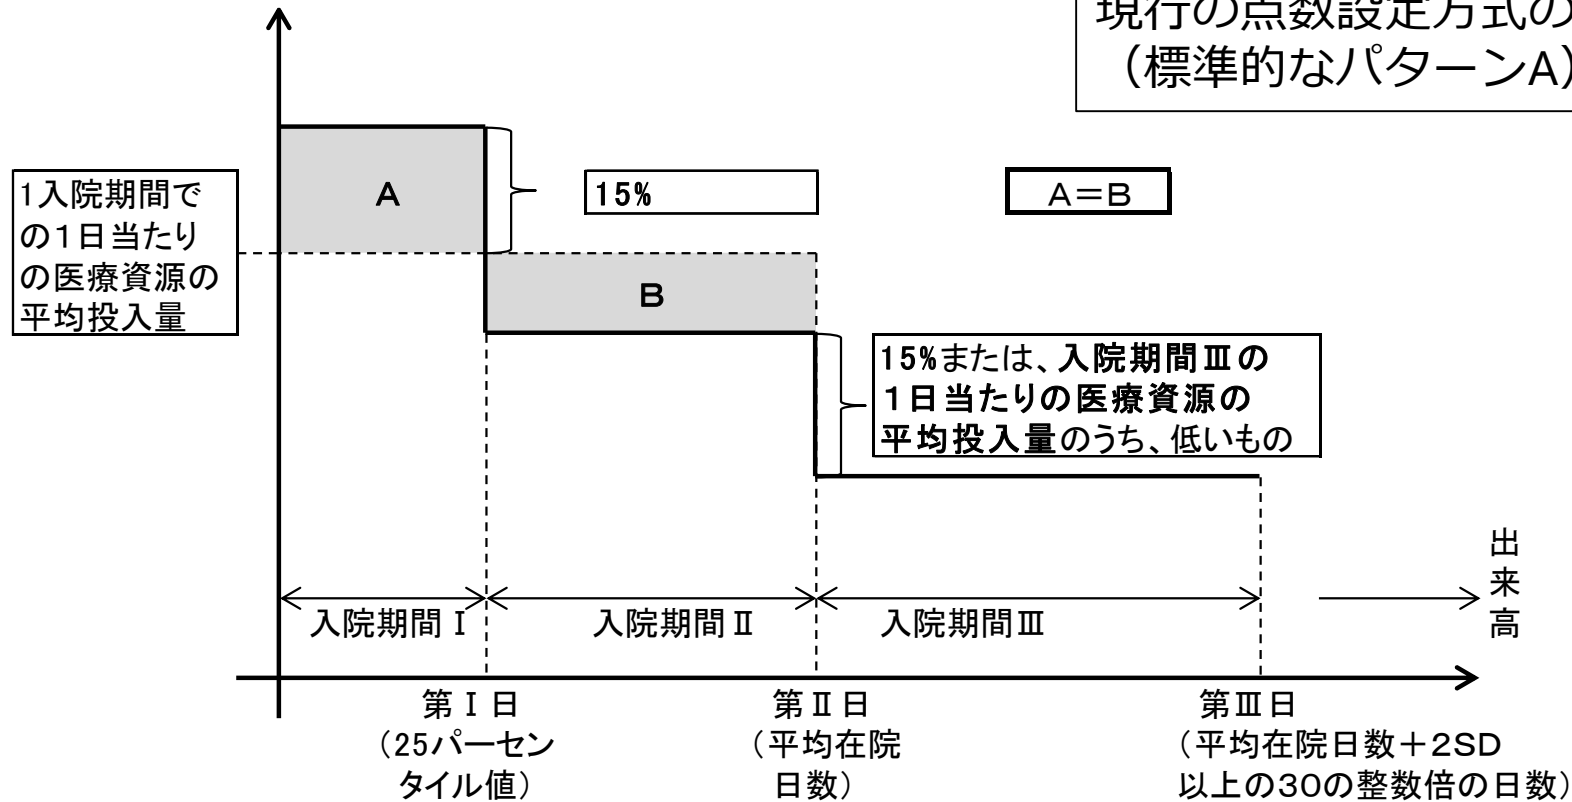 現行の点数設定方式の
（標準的なパターンA）
1入院期間で
の1日当たり
の医療資源の
平均投入量
A
15%
A＝B
B
15%または、入院期間Ⅲの
1日当たりの医療資源の
平均投入量のうち、低いもの
出
来
高
入院期間Ⅰ
入院期間Ⅱ
入院期間Ⅲ
第Ⅰ日
（25パーセン
タイル値）
第Ⅱ日
（平均在院
日数）
第Ⅲ日
（平均在院日数＋2SD
以上の30の整数倍の日数）